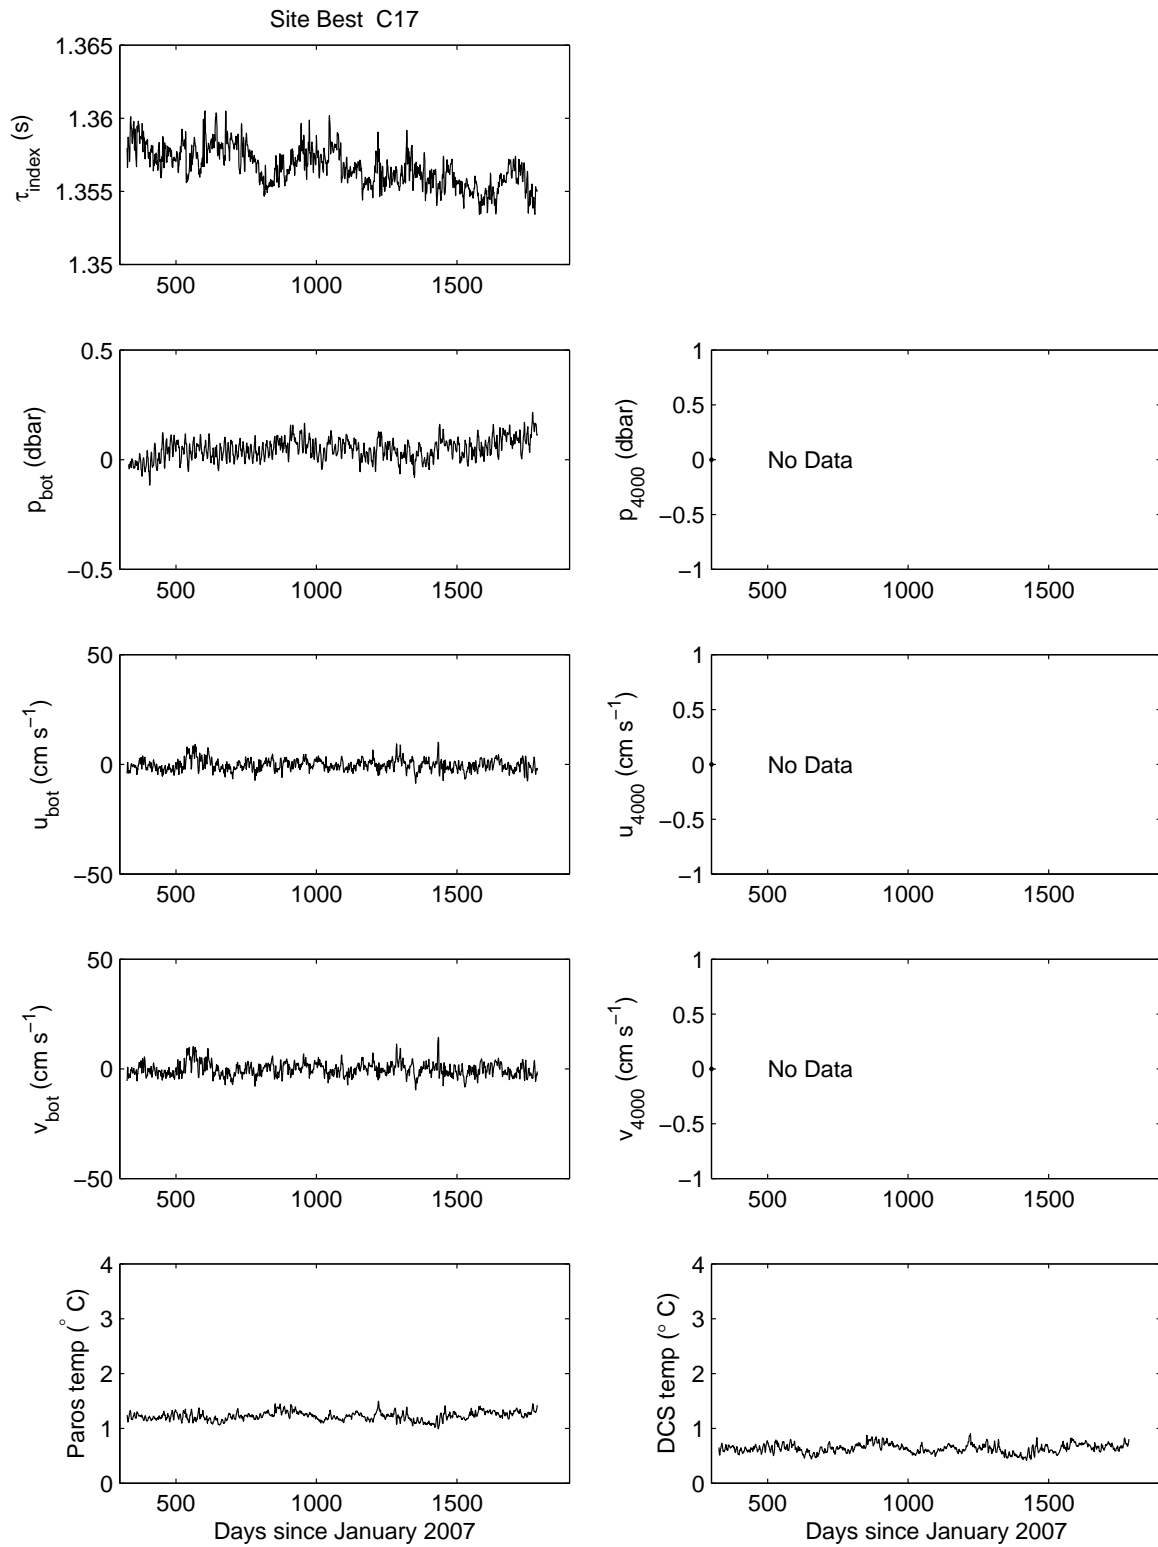 Site Best C17
1.365
1.36
1.355
1.35
τindex (s)
500 1000 1500
0.5
0
−0.5
pbot (dbar)
500 1000 1500
1
0.5
0
−0.5
−1
p4000 (dbar)
No Data
500 1000 1500
50
0
−50
ubot (cm s−1)
500 1000 1500
1
0.5
0
−0.5
−1
u4000 (cm s−1)
No Data
500 1000 1500
50
0
−50
vbot (cm s−1)
500 1000 1500
1
0.5
0
−0.5
−1
v4000 (cm s−1)
No Data
500 1000 1500
4
3
2
1
0
Paros temp (° C)
500 1000 1500
Days since January 2007
4
3
2
1
0
DCS temp (° C)
500 1000 1500
Days since January 2007